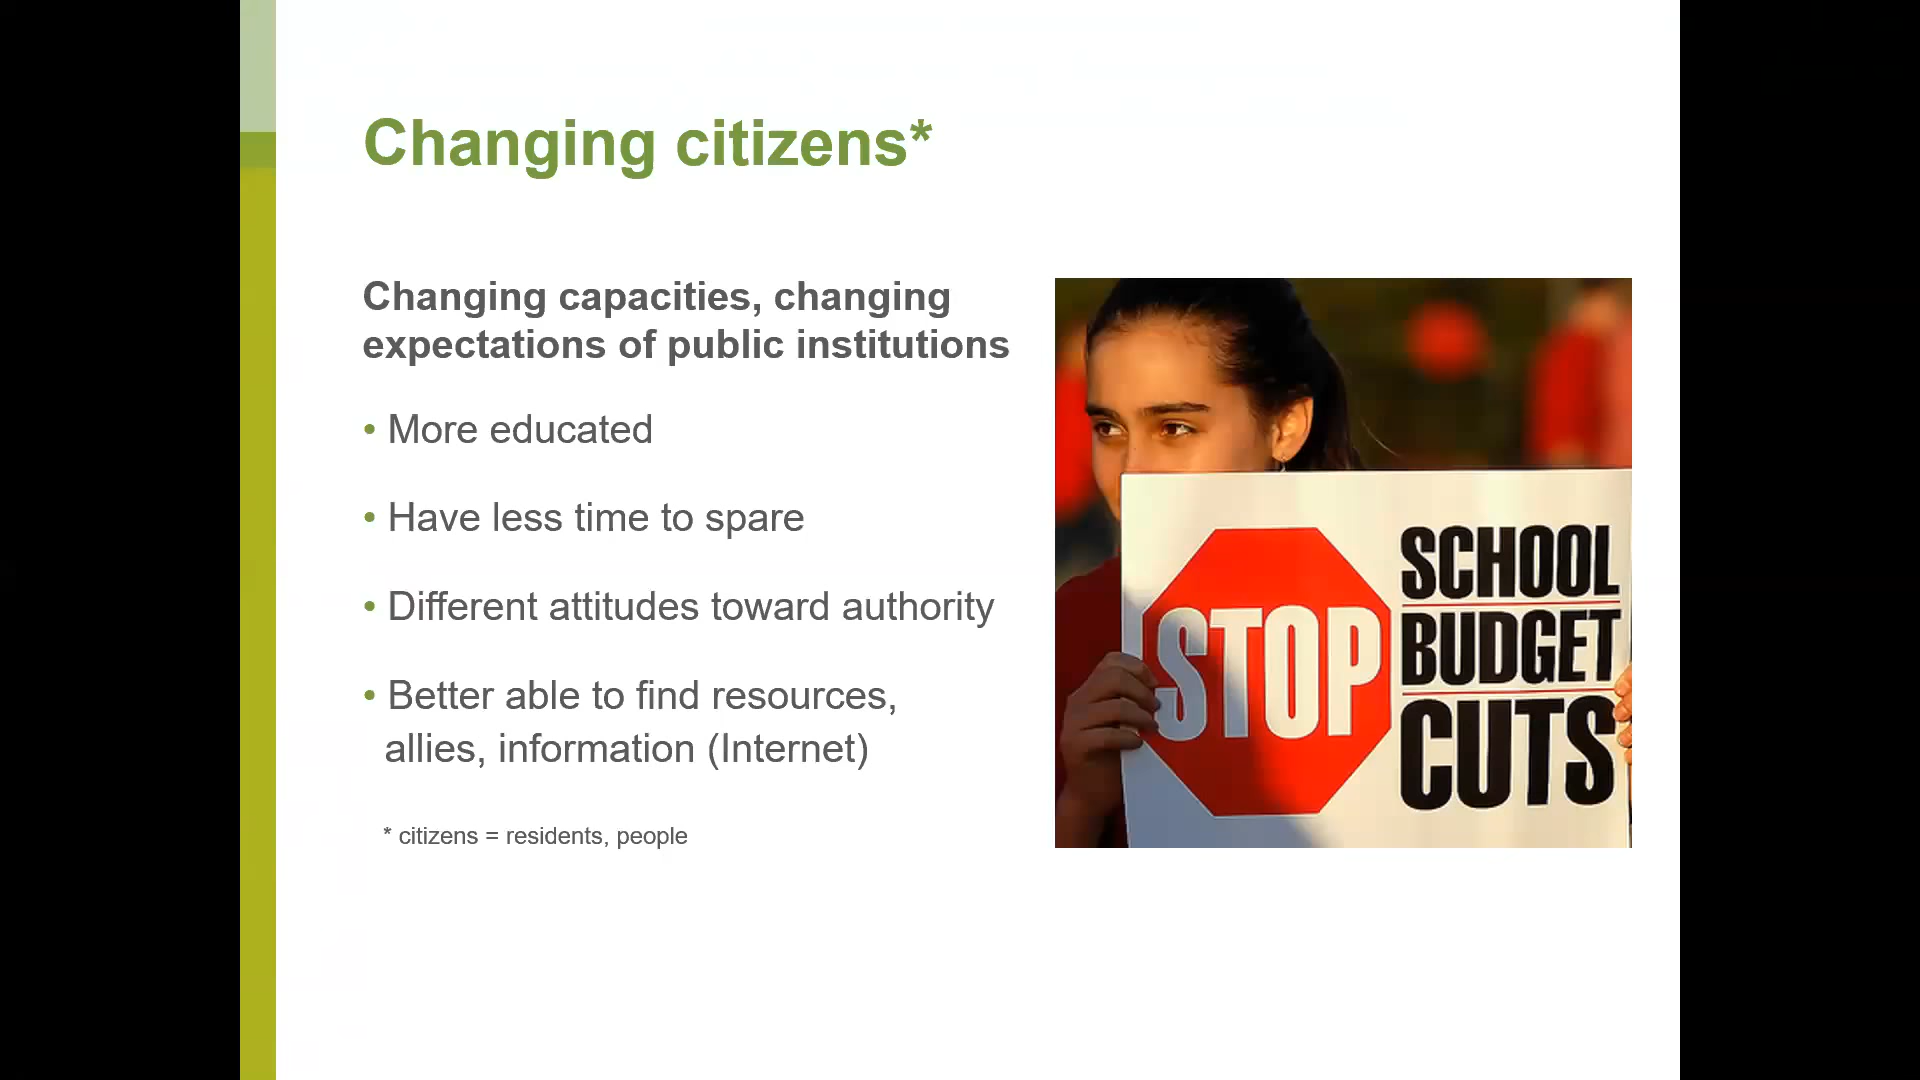 Changing citizens*
Changing capacities, changing
expectations of public institutions
• More educated
• Have less time to spare
• Different attitudes toward authority
• Better able to find resources,
allies, information (Internet)
* citizens = residents, people
STOP
SCHOOL
BUDGET
CUTS